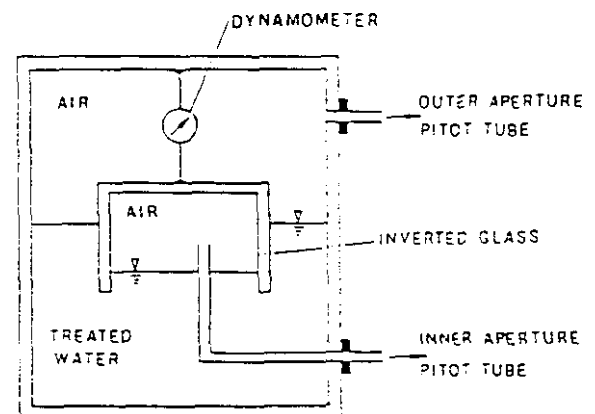 DYNAMOMETER
AIR
OUTER APERTURE
PITOT TUBE
AIR
INVERTED GLASS
TREATED
WATER
INNER APERTURE
PITOT TUBE